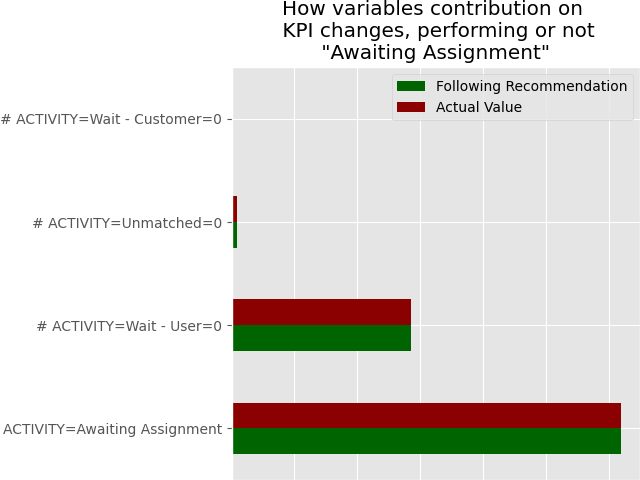 How variables contribution on
KPI changes, performing or not
"Awaiting Assignment"
Following Recommendation
Actual Value
# ACTIVITY=Wait - Customer=0
# ACTIVITY=Unmatched=0
# ACTIVITY=Wait - User=0
ACTIVITY=Awaiting Assignment